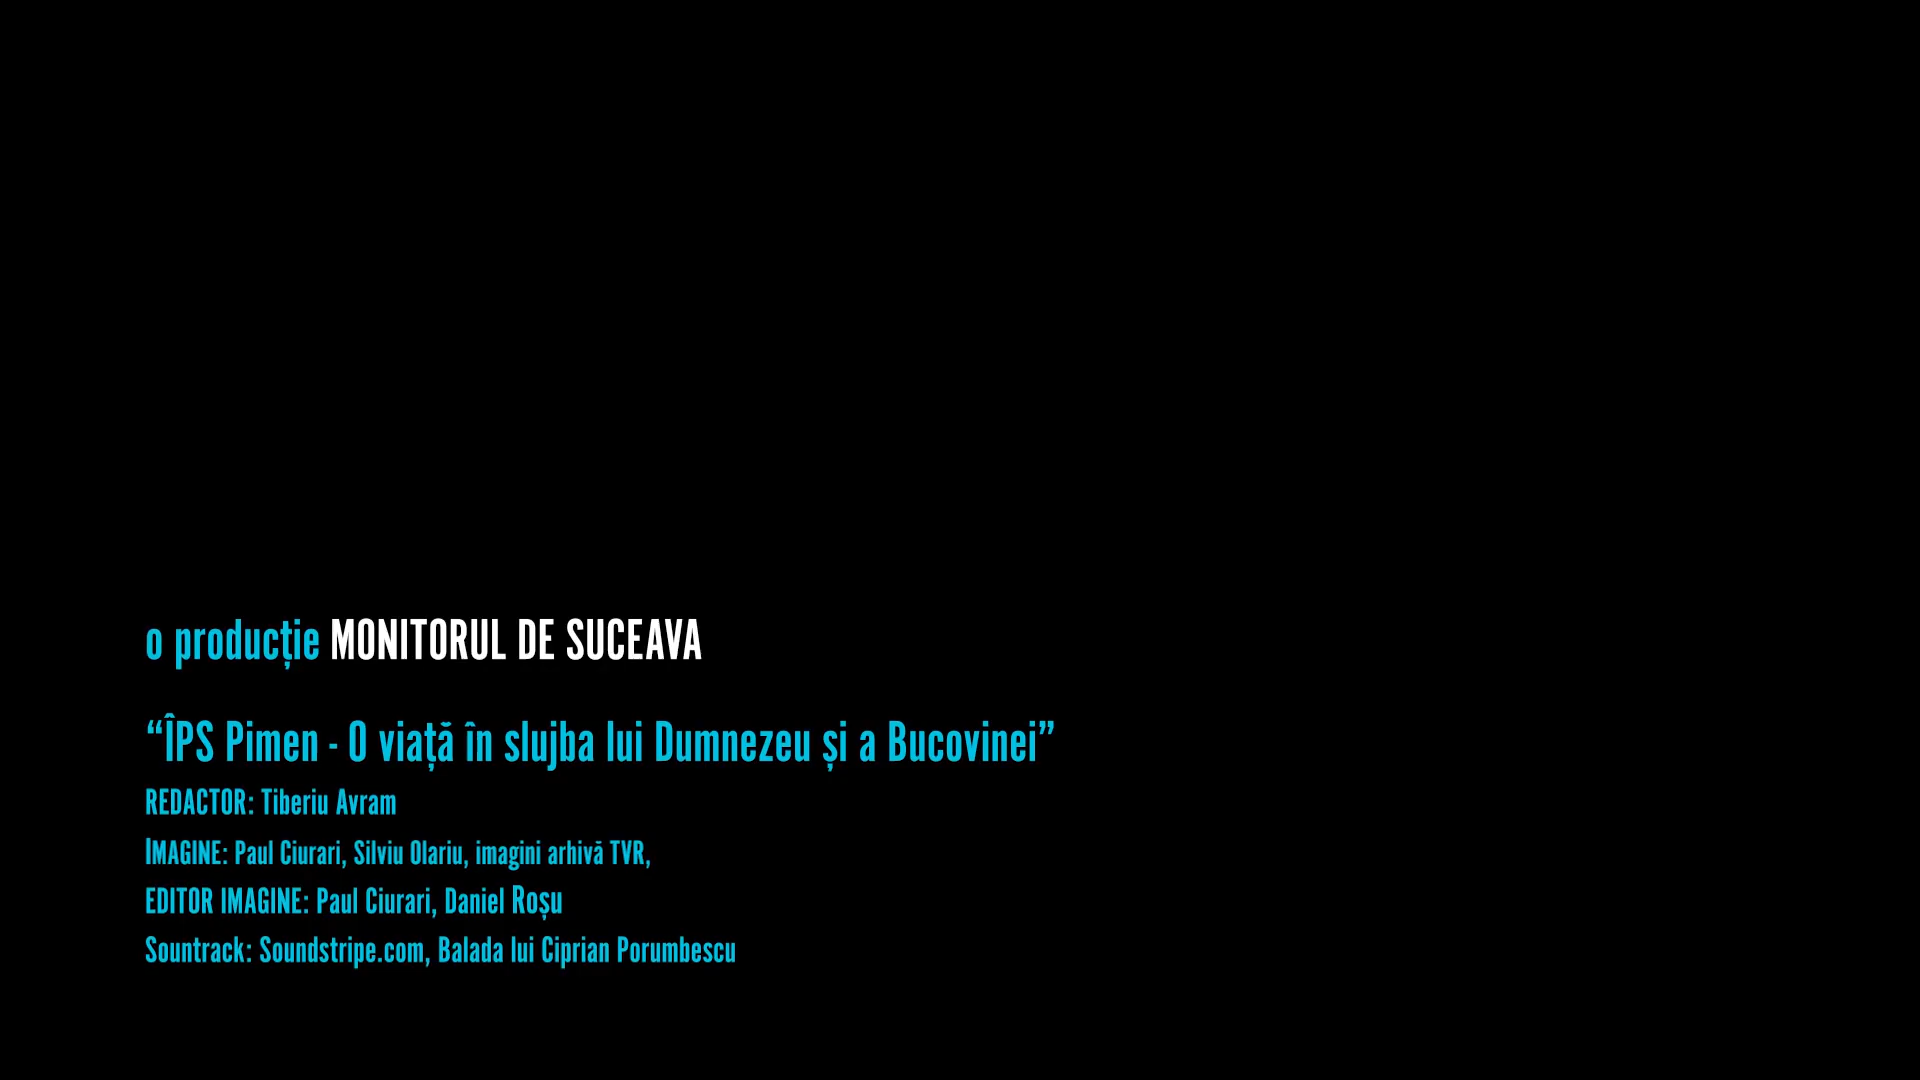 o producție MONITORUL DE SUCEAVA
“ÎPS Pimen - O viață în slujba lui Dumnezeu și a Bucovinei”
REDACTOR: Tiberiu Avram
IMAGINE: Paul Ciurari, Silviu Olariu, imagini arhivă TVR,
EDITOR IMAGINE: Paul Ciurari, Daniel Roșu
Sountrack: Soundstripe.com, Balada lui Ciprian Porumbescu